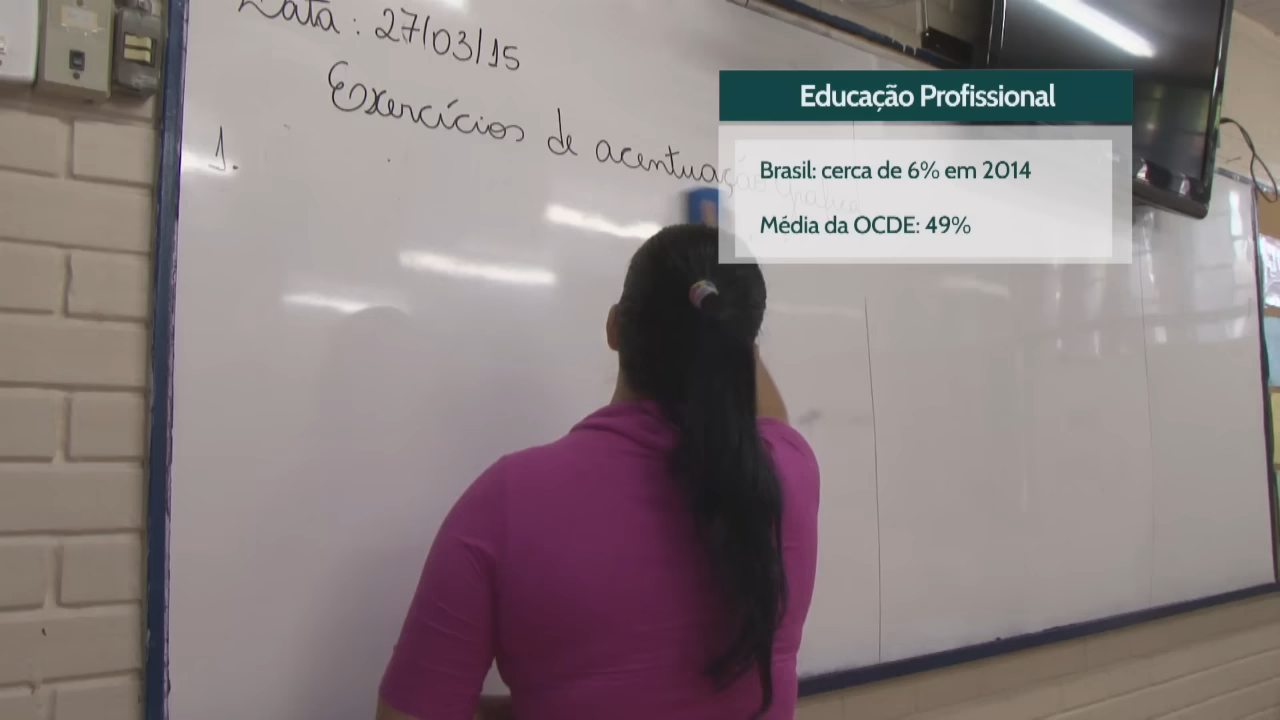 Data: 27/03/15
Exercícios de acentuação gráfica
1.
Educação Profissional
Brasil: cerca de 6% em 2014
Média da OCDE: 49%